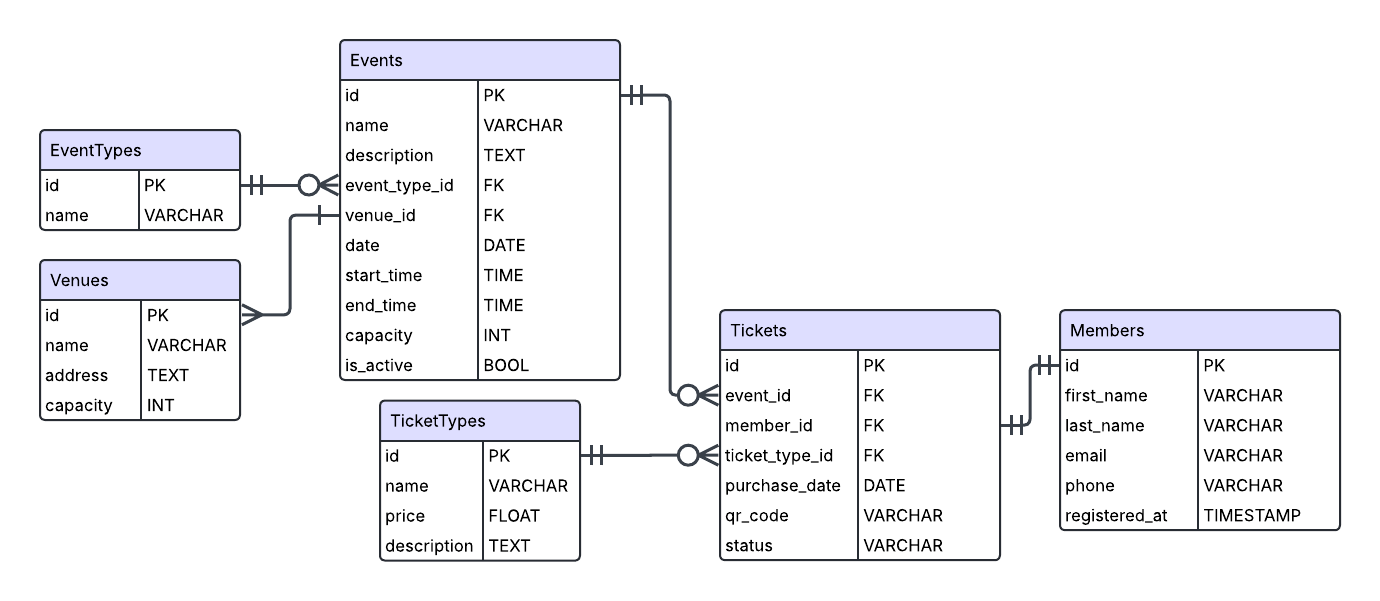 Events
id PK
name VARCHAR
description TEXT
event_type_id FK
venue_id FK
date DATE
start_time TIME
end_time TIME
capacity INT
is_active BOOL
EventTypes
id PK
name VARCHAR
Venues
id PK
name VARCHAR
address TEXT
capacity INT
TicketTypes
id PK
name VARCHAR
price FLOAT
description TEXT
Tickets
id PK
event_id FK
member_id FK
ticket_type_id FK
purchase_date DATE
qr_code VARCHAR
status VARCHAR
Members
id PK
first_name VARCHAR
last_name VARCHAR
email VARCHAR
phone VARCHAR
registered_at TIMESTAMP